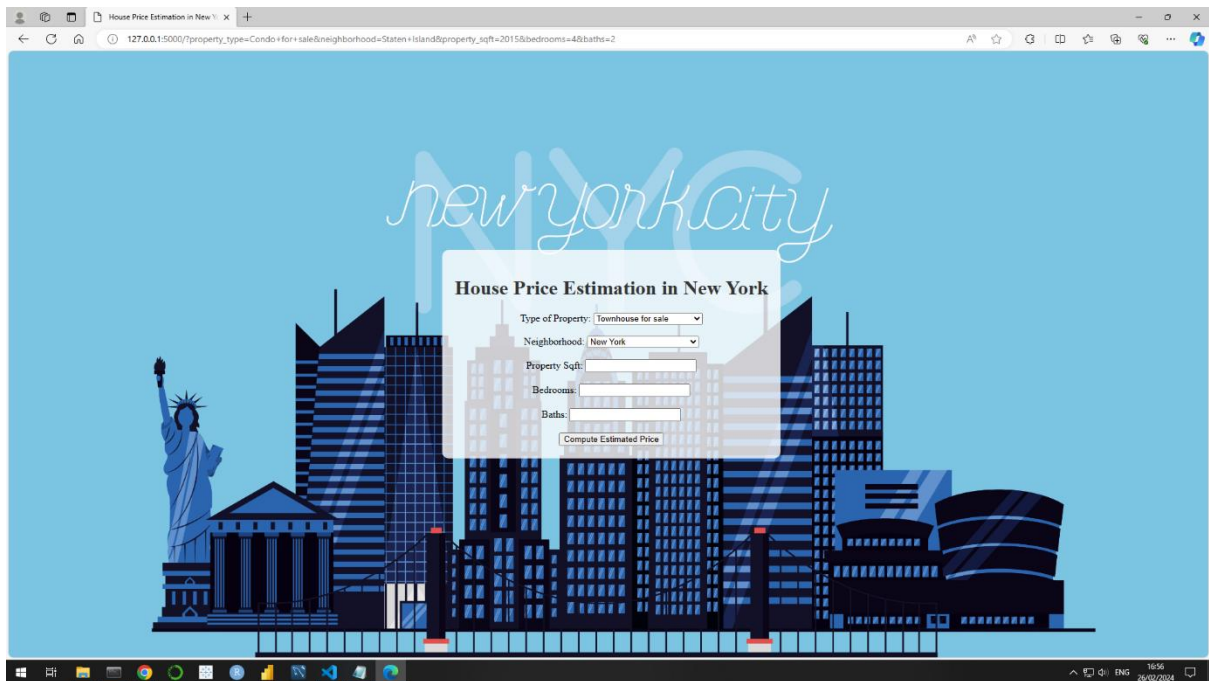 House Price Estimation in New Y
127.0.0.1:5000/?property_type=Condo+for+sale&neighborhood=Staten+Island&property_sqft=2015&bedrooms=4&baths=2
NYC
new york city
House Price Estimation in New York
Type of Property: Townhouse for sale
Neighborhood: New York
Property Sqft:
Bedrooms:
Baths:
Compute Estimated Price
ENG
16:56
26/02/2024